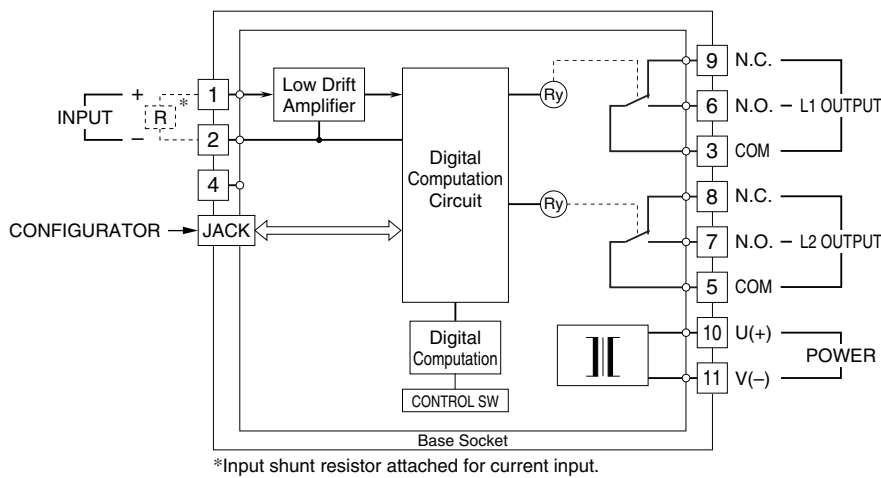 INPUT
+
–
R
*
1
2
4
JACK
CONFIGURATOR
Low Drift
Amplifier
Digital
Computation
Circuit
Ry
Ry
Digital
Computation
CONTROL SW
9 N.C.
6 N.O.
L1 OUTPUT
3 COM
8 N.C.
7 N.O.
L2 OUTPUT
5 COM
10 U(+)
POWER
11 V(–)
Base Socket
*Input shunt resistor attached for current input.